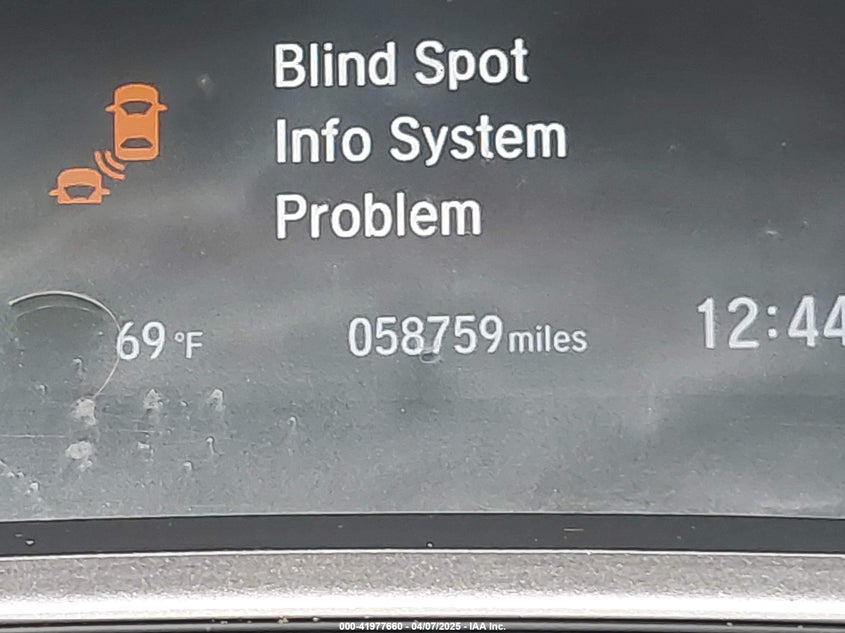 Blind Spot
Info System
Problem
69 °F 058759 miles 12:44
000-41977660 - 04/07/2025 - IAA Inc.